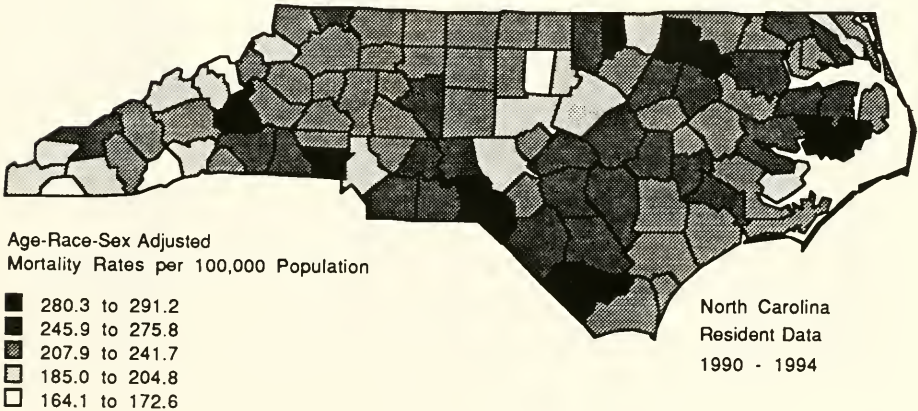 Age-Race-Sex Adjusted
Mortality Rates per 100,000 Population
280.3 to 291.2
245.9 to 275.8
207.9 to 241.7
185.0 to 204.8
164.1 to 172.6
North Carolina
Resident Data
1990 - 1994